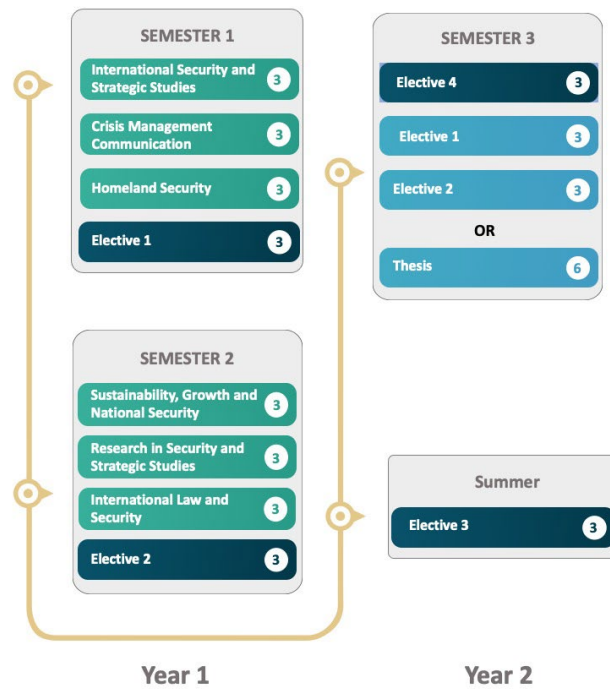 SEMESTER 1
International Security and
Strategic Studies
3
Crisis Management
Communication
3
Homeland Security
3
Elective 1
3
SEMESTER 2
Sustainability, Growth and
National Security
3
Research in Security and
Strategic Studies
3
International Law and
Security
3
Elective 2
3
Year 1
SEMESTER 3
Elective 4
3
Elective 1
3
Elective 2
3
OR
Thesis
6
Summer
Elective 3
3
Year 2